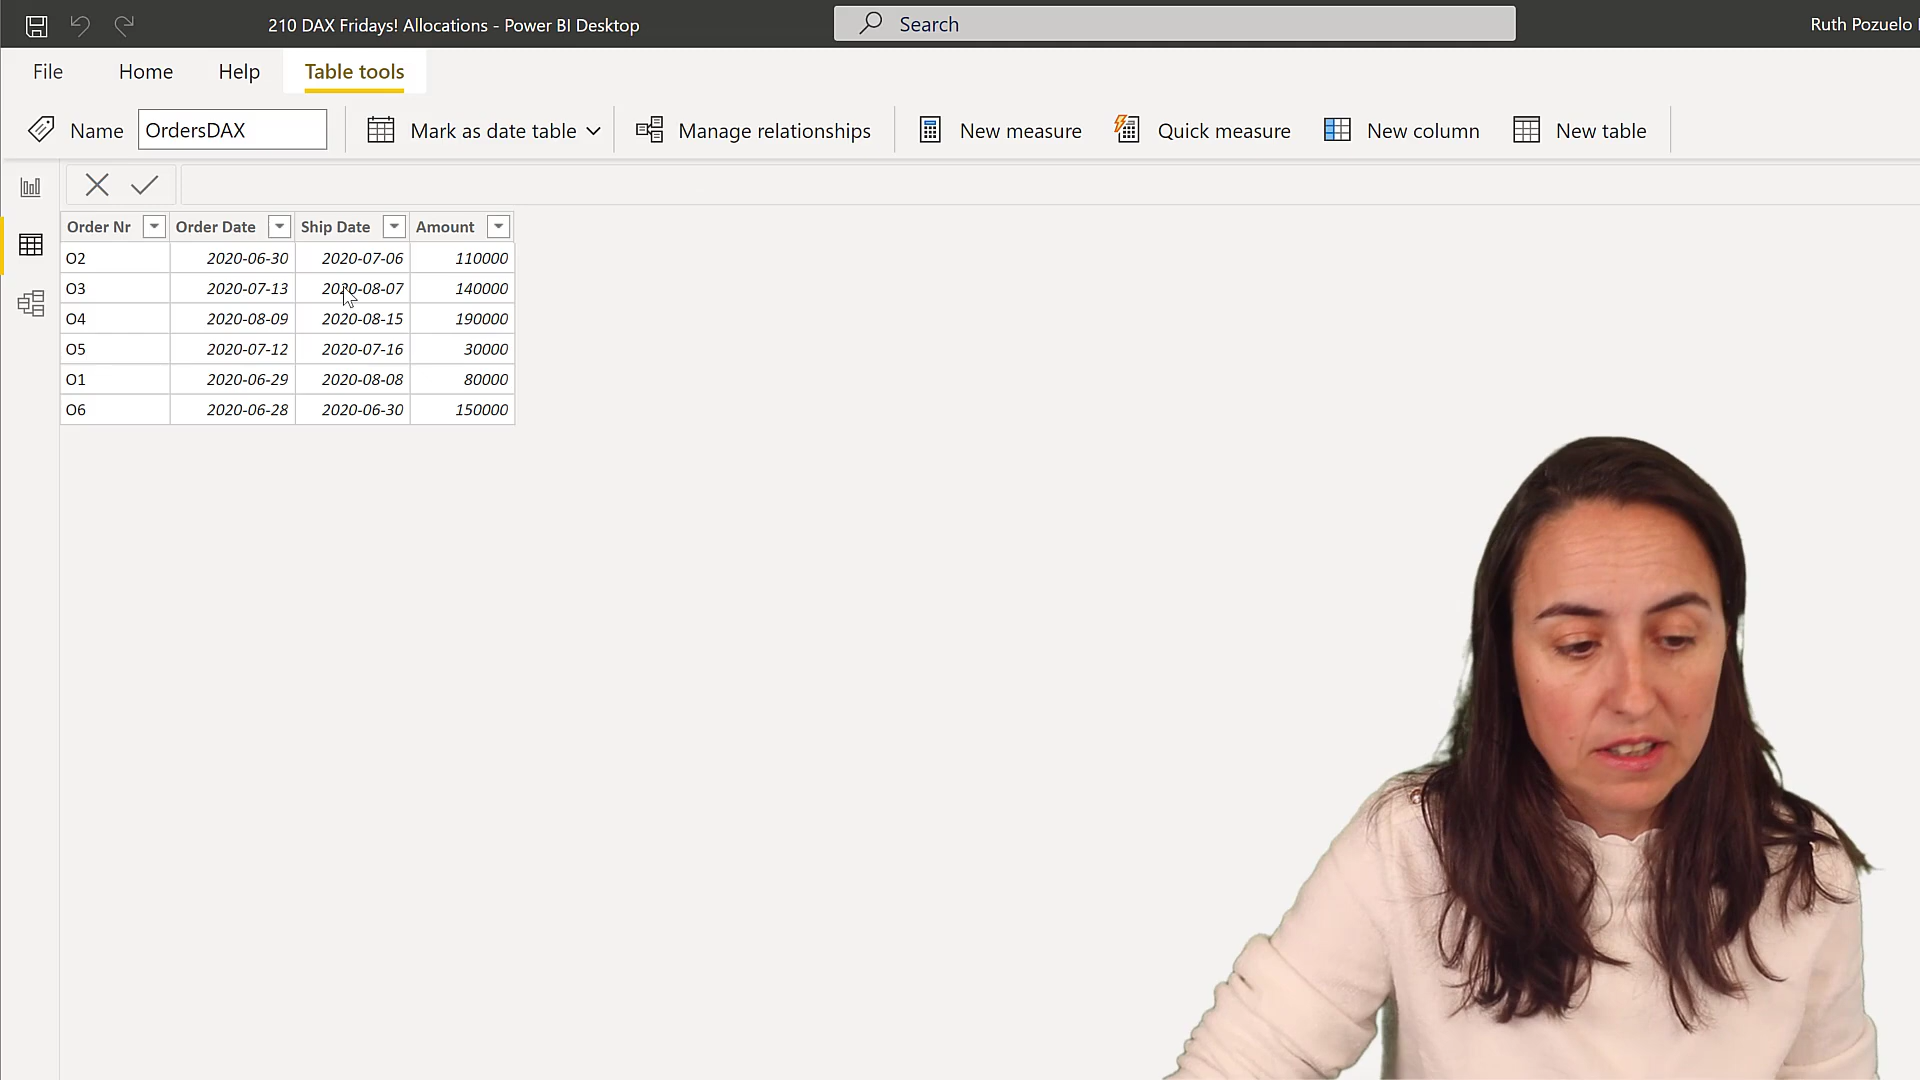 210 DAX Fridays! Allocations - Power BI Desktop
Search
Ruth Pozuelo
File Home Help Table tools
Name OrdersDAX Mark as date table Manage relationships New measure Quick measure New column New table
Order Nr Order Date Ship Date Amount
O2 2020-06-30 2020-07-06 110000
O3 2020-07-13 2020-08-07 140000
O4 2020-08-09 2020-08-15 190000
O5 2020-07-12 2020-07-16 30000
O1 2020-06-29 2020-08-08 80000
O6 2020-06-28 2020-06-30 150000